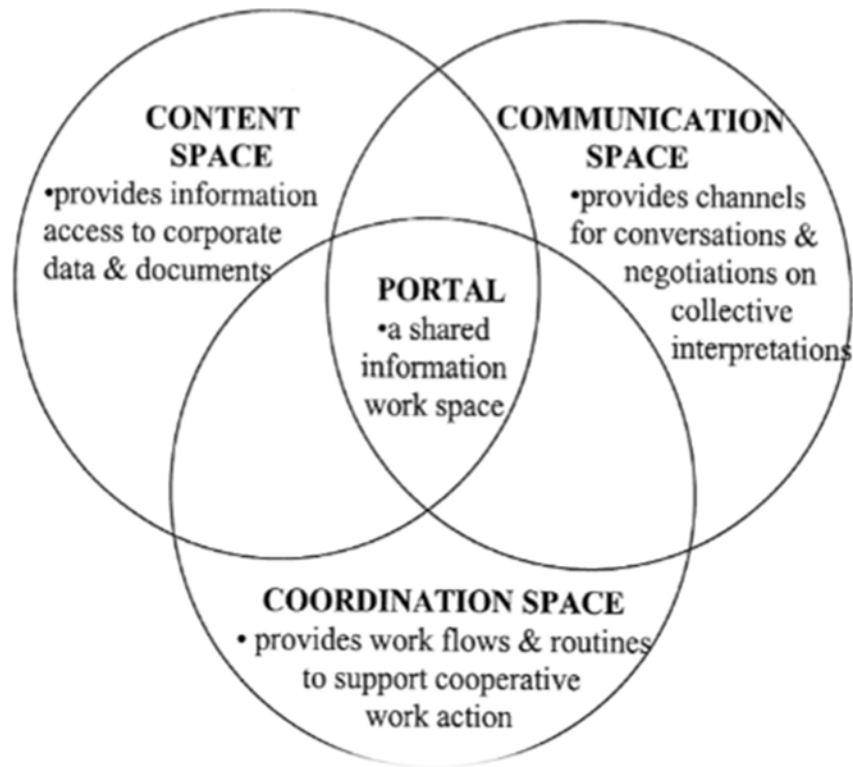 CONTENT
SPACE
•provides information
access to corporate
data & documents
COMMUNICATION
SPACE
•provides channels
for conversations &
negotiations on
collective
interpretations
PORTAL
•a shared
information
work space
COORDINATION SPACE
• provides work flows & routines
to support cooperative
work action